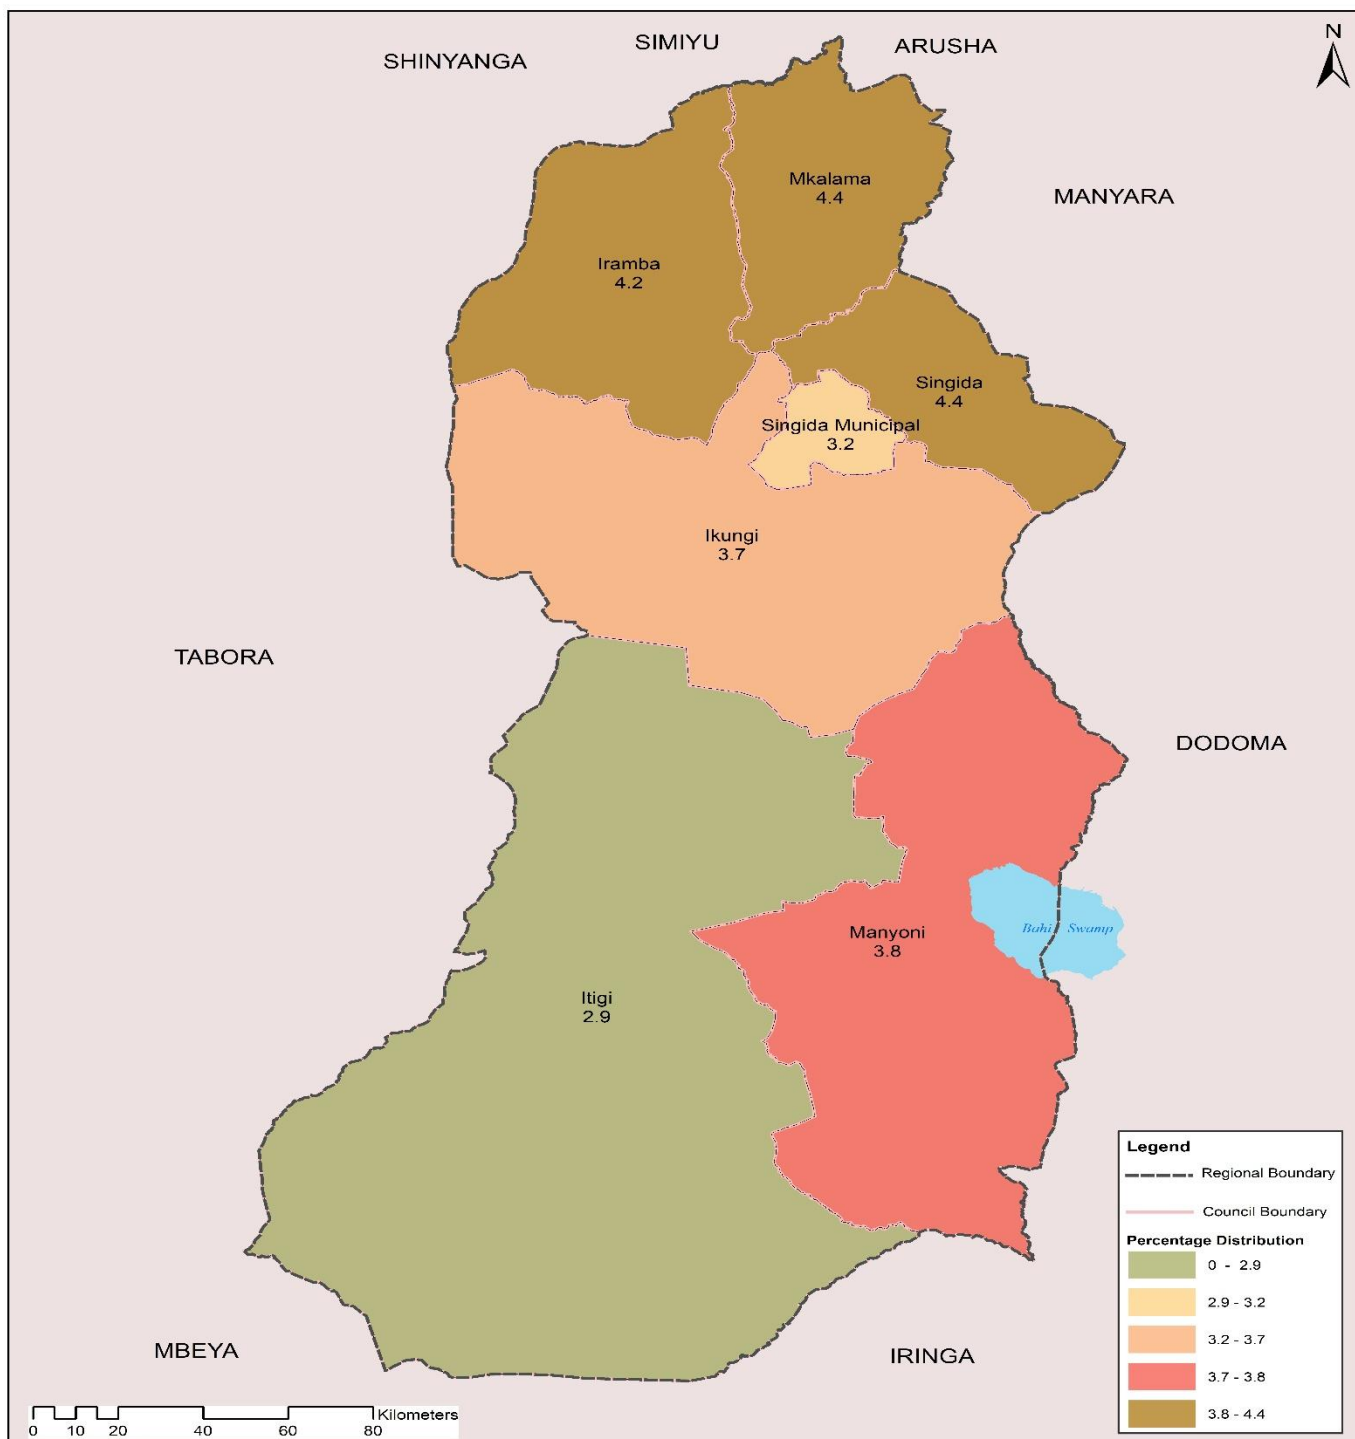 SIMIYU
ARUSHA
SHINYANGA
N
Mkalama
4.4
MANYARA
Iramba
4.2
Singida
4.4
Singida Municipal
3.2
Ikungi
3.7
TABORA
DODOMA
Manyoni
3.8
Bahi Swamp
Itigi
2.9
MBEYA
IRINGA
Legend
Regional Boundary
Council Boundary
Percentage Distribution
0 - 2.9
2.9 - 3.2
3.2 - 3.7
3.7 - 3.8
3.8 - 4.4
Kilometers
0 10 20 40 60 80